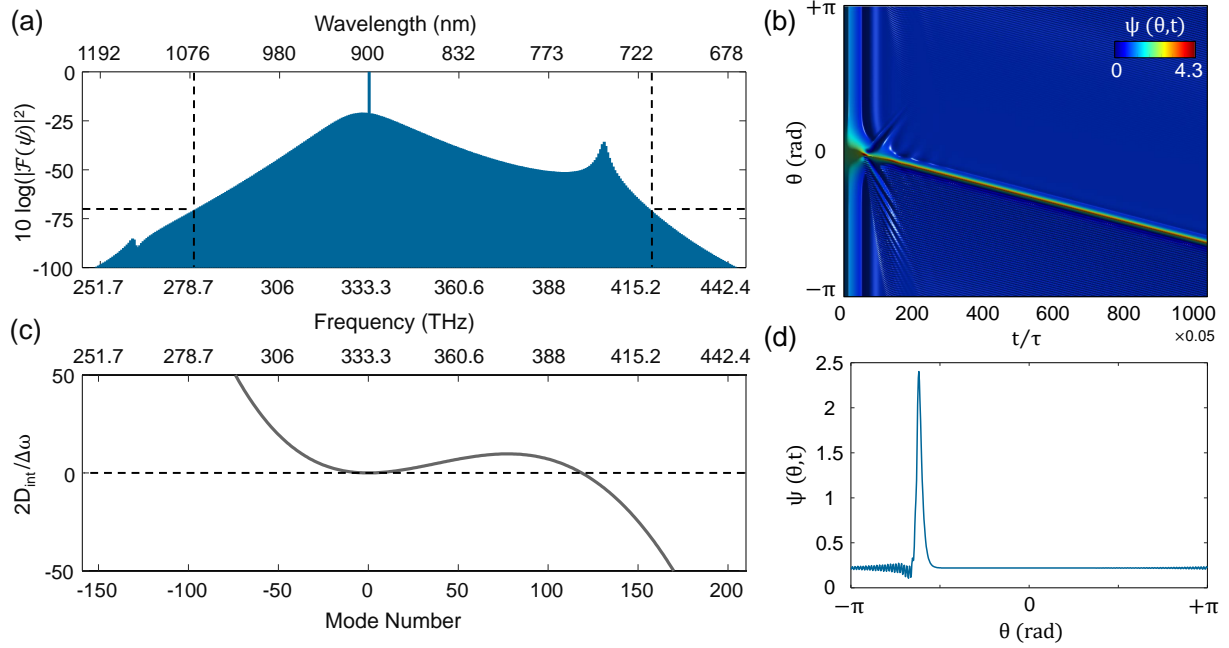 (a)
Wavelength (nm)
1192 1076 980 900 832 773 722 678
10 log(|ℱ(ψ)|²)
0
-25
-50
-75
-100
251.7 278.7 306 333.3 360.6 388 415.2 442.4
Frequency (THz)
(b)
+π
0
−π
θ (rad)
ψ (θ,t)
0 4.3
0 200 400 600 800 1000
×0.05
t/τ
(c)
251.7 278.7 306 333.3 360.6 388 415.2 442.4
2D_int/Δω
50
0
-50
-150 -100 -50 0 50 100 150 200
Mode Number
(d)
ψ (θ,t)
2.5
2
1.5
1
0.5
0
−π 0 +π
θ (rad)